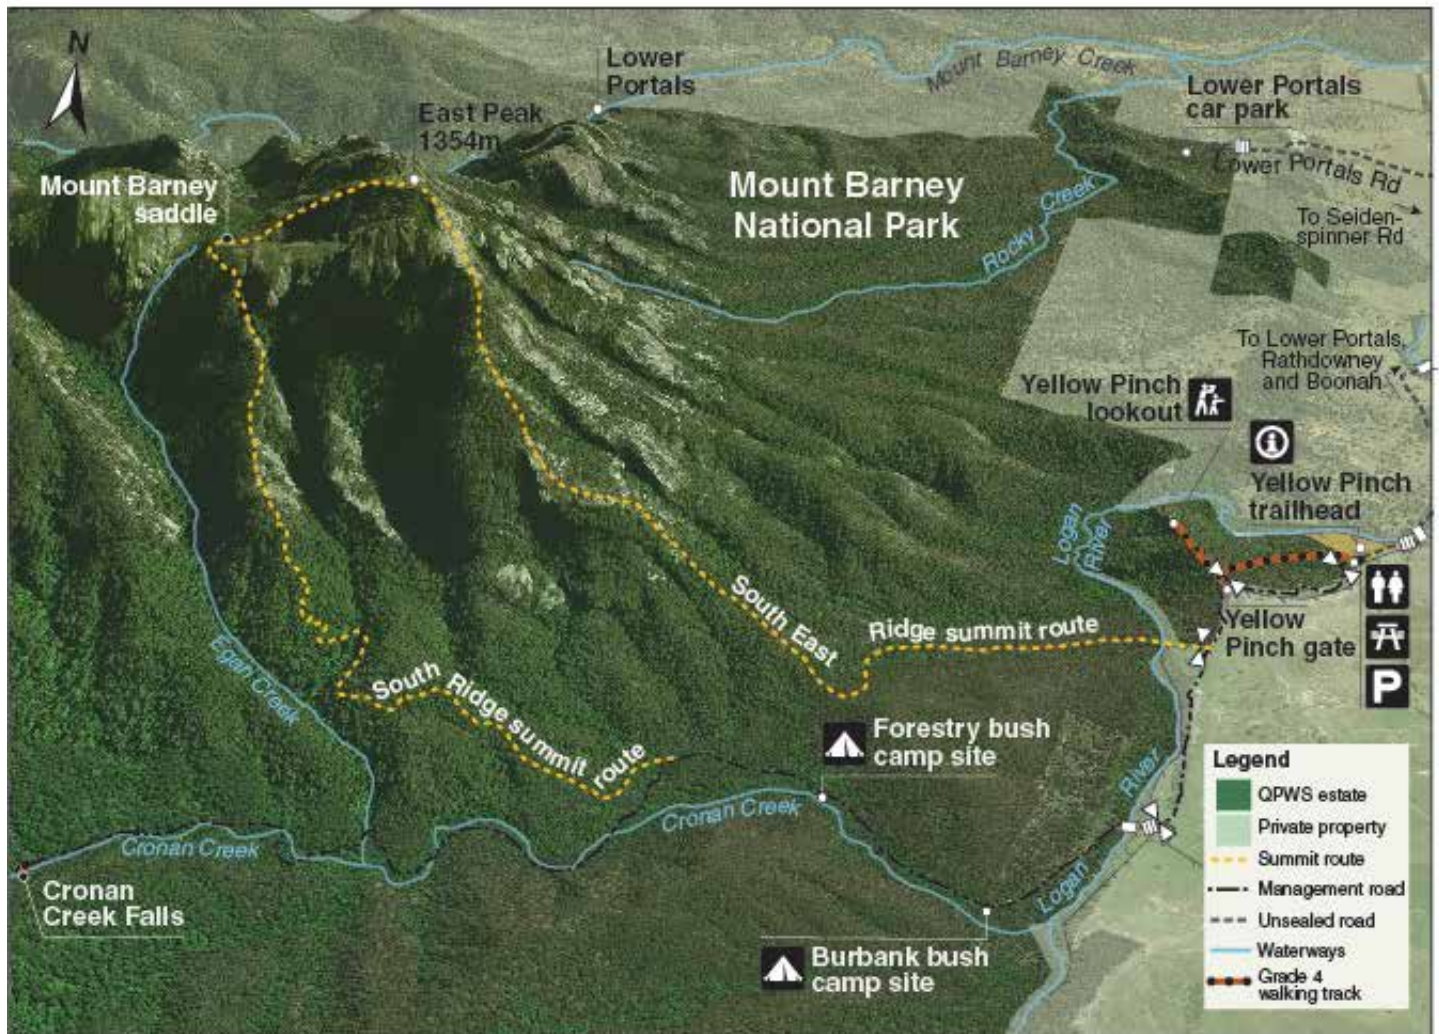 N
Lower
Portals
East Peak
1354m
Mount Barney Creek
Lower Portals
car park
Lower Portals Rd
To Seiden-
spinner Rd
Mount Barney
saddle
Mount Barney
National Park
Rocky Creek
To Lower Portals,
Rathdowney
and Boonah
Yellow Pinch
lookout
Yellow Pinch
trailhead
Logan
River
South East
Ridge summit route
Yellow
Pinch gate
P
Egan Creek
South Ridge summit route
Forestry bush
camp site
Cronan Creek
Cronan Creek
Logan River
Cronan
Creek Falls
Burbank bush
camp site
Legend
QPWS estate
Private property
Summit route
Management road
Unsealed road
Waterways
Grade 4
walking track